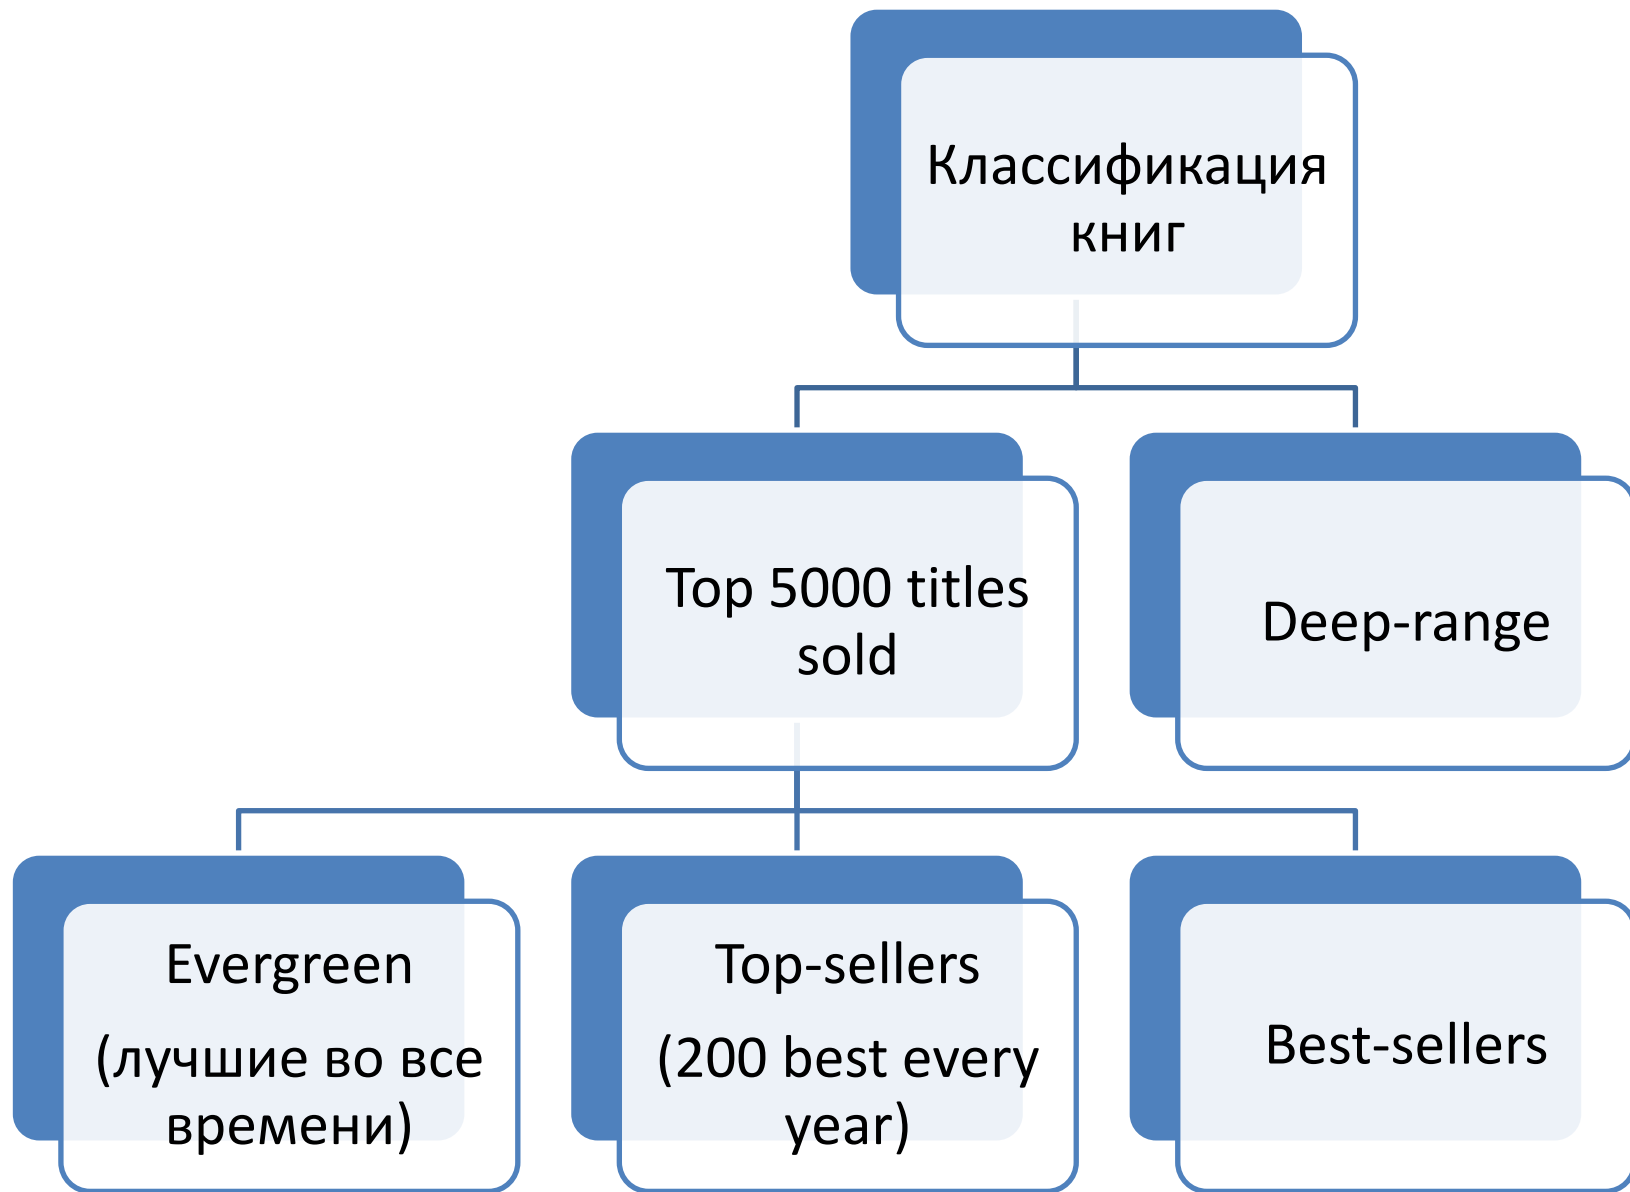 Классификация
книг
Top 5000 titles
sold
Deep-range
Evergreen
(лучшие во все
времени)
Top-sellers
(200 best every
year)
Best-sellers